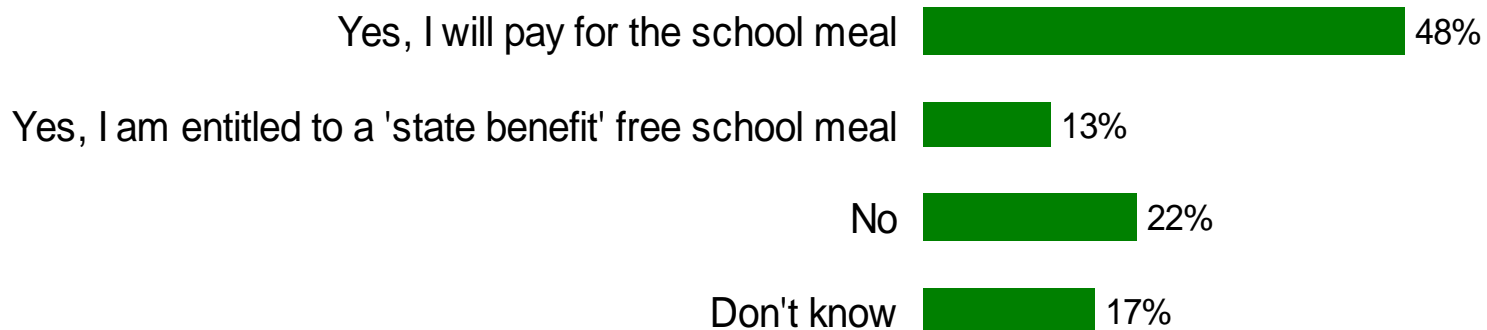 Yes, I will pay for the school meal 48%
Yes, I am entitled to a 'state benefit' free school meal 13%
No 22%
Don't know 17%